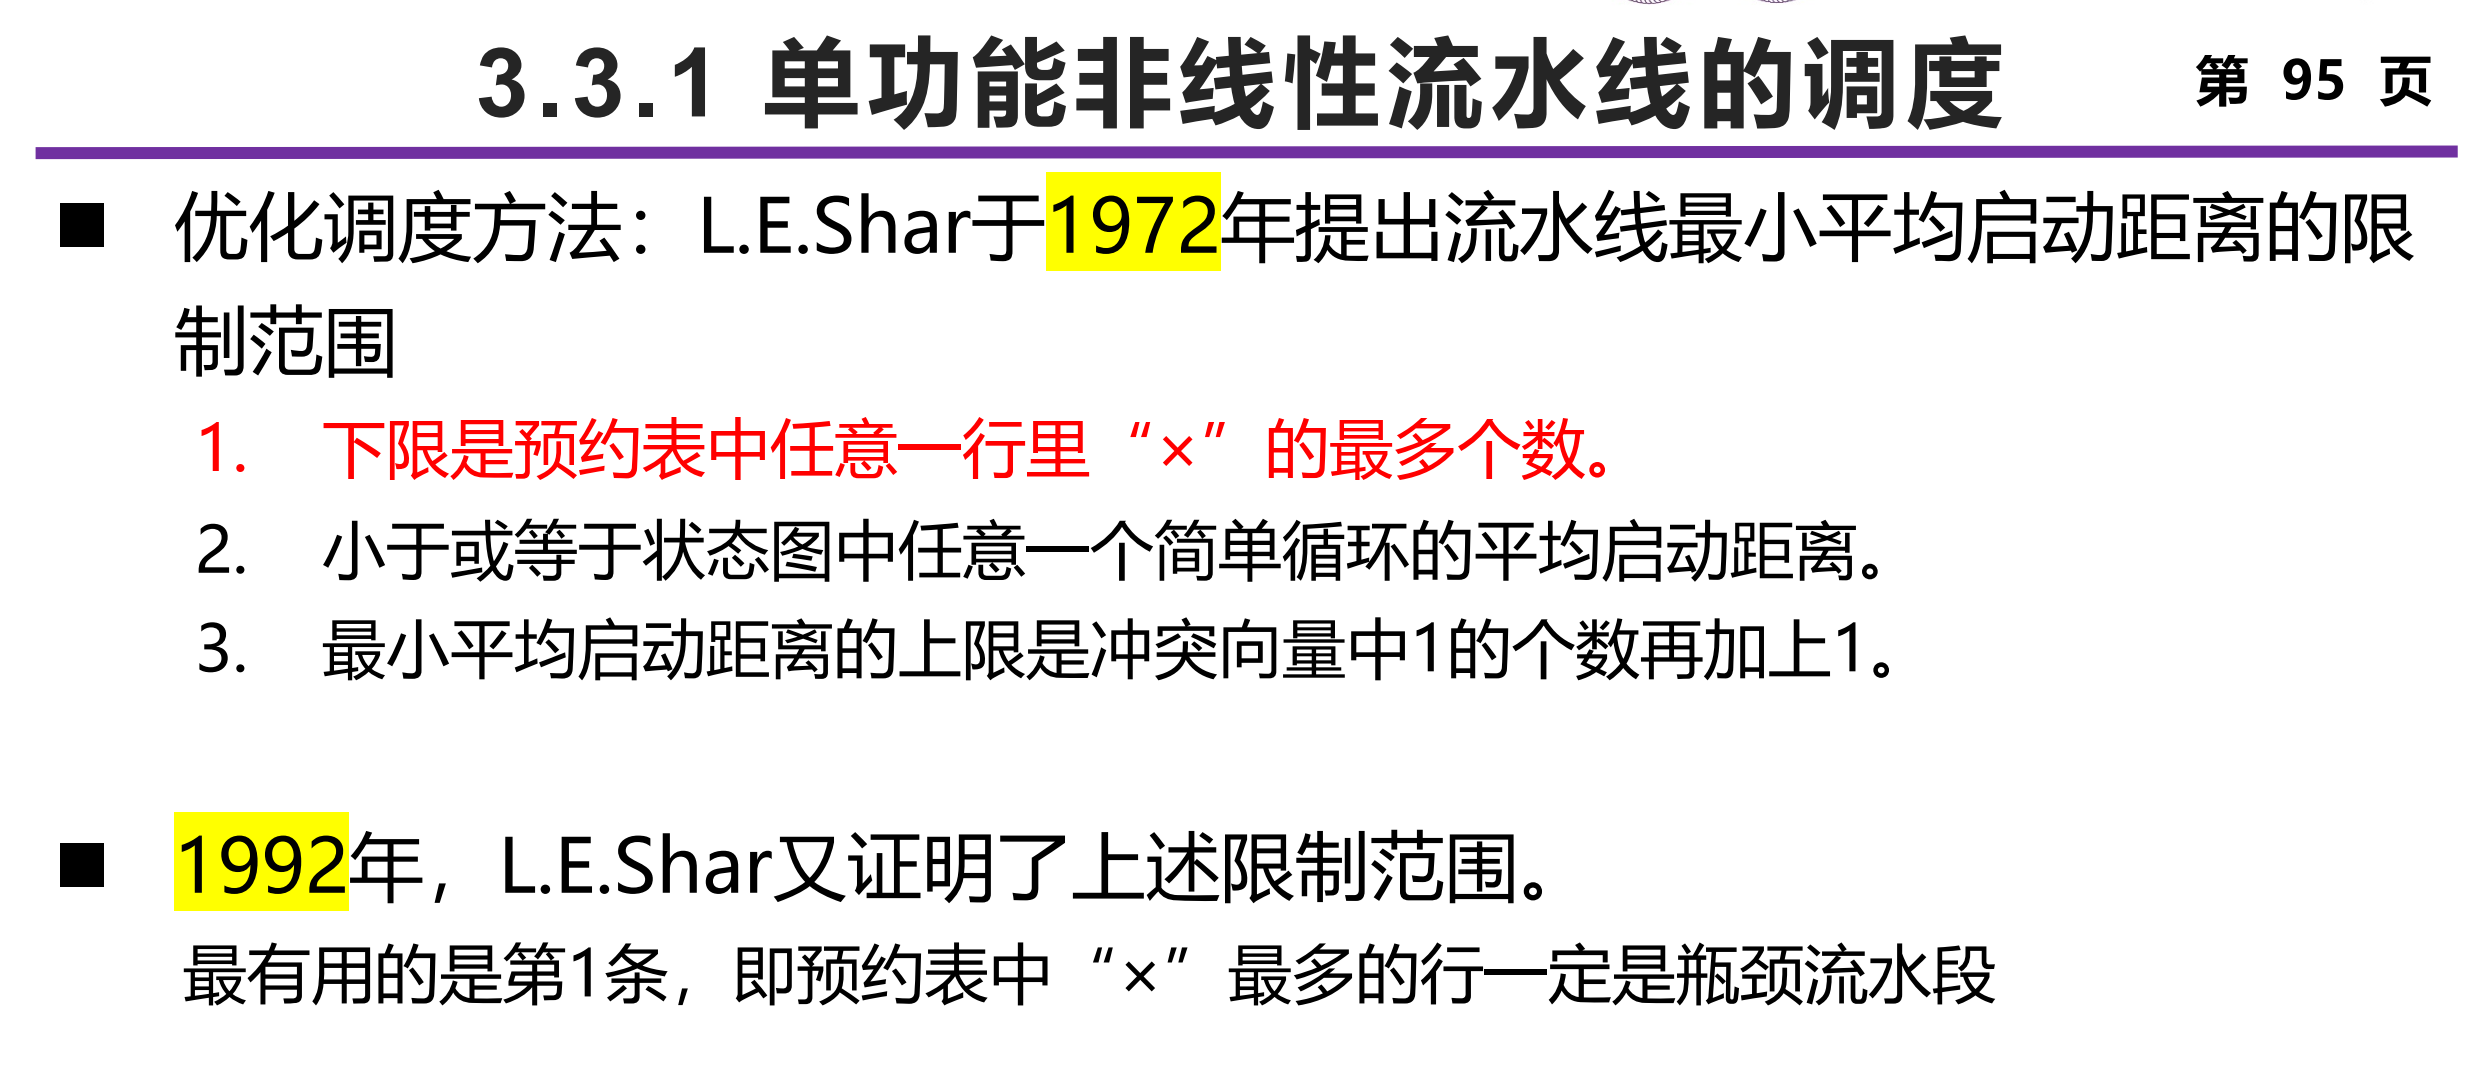 3.3.1 单功能非线性流水线的调度
第 95 页
■ 优化调度方法：L.E.Shar于1972年提出流水线最小平均启动距离的限
制范围
1. 下限是预约表中任意一行里“×”的最多个数。
2. 小于或等于状态图中任意一个简单循环的平均启动距离。
3. 最小平均启动距离的上限是冲突向量中1的个数再加上1。
■ 1992年，L.E.Shar又证明了上述限制范围。
最有用的是第1条，即预约表中“×”最多的行一定是瓶颈流水段